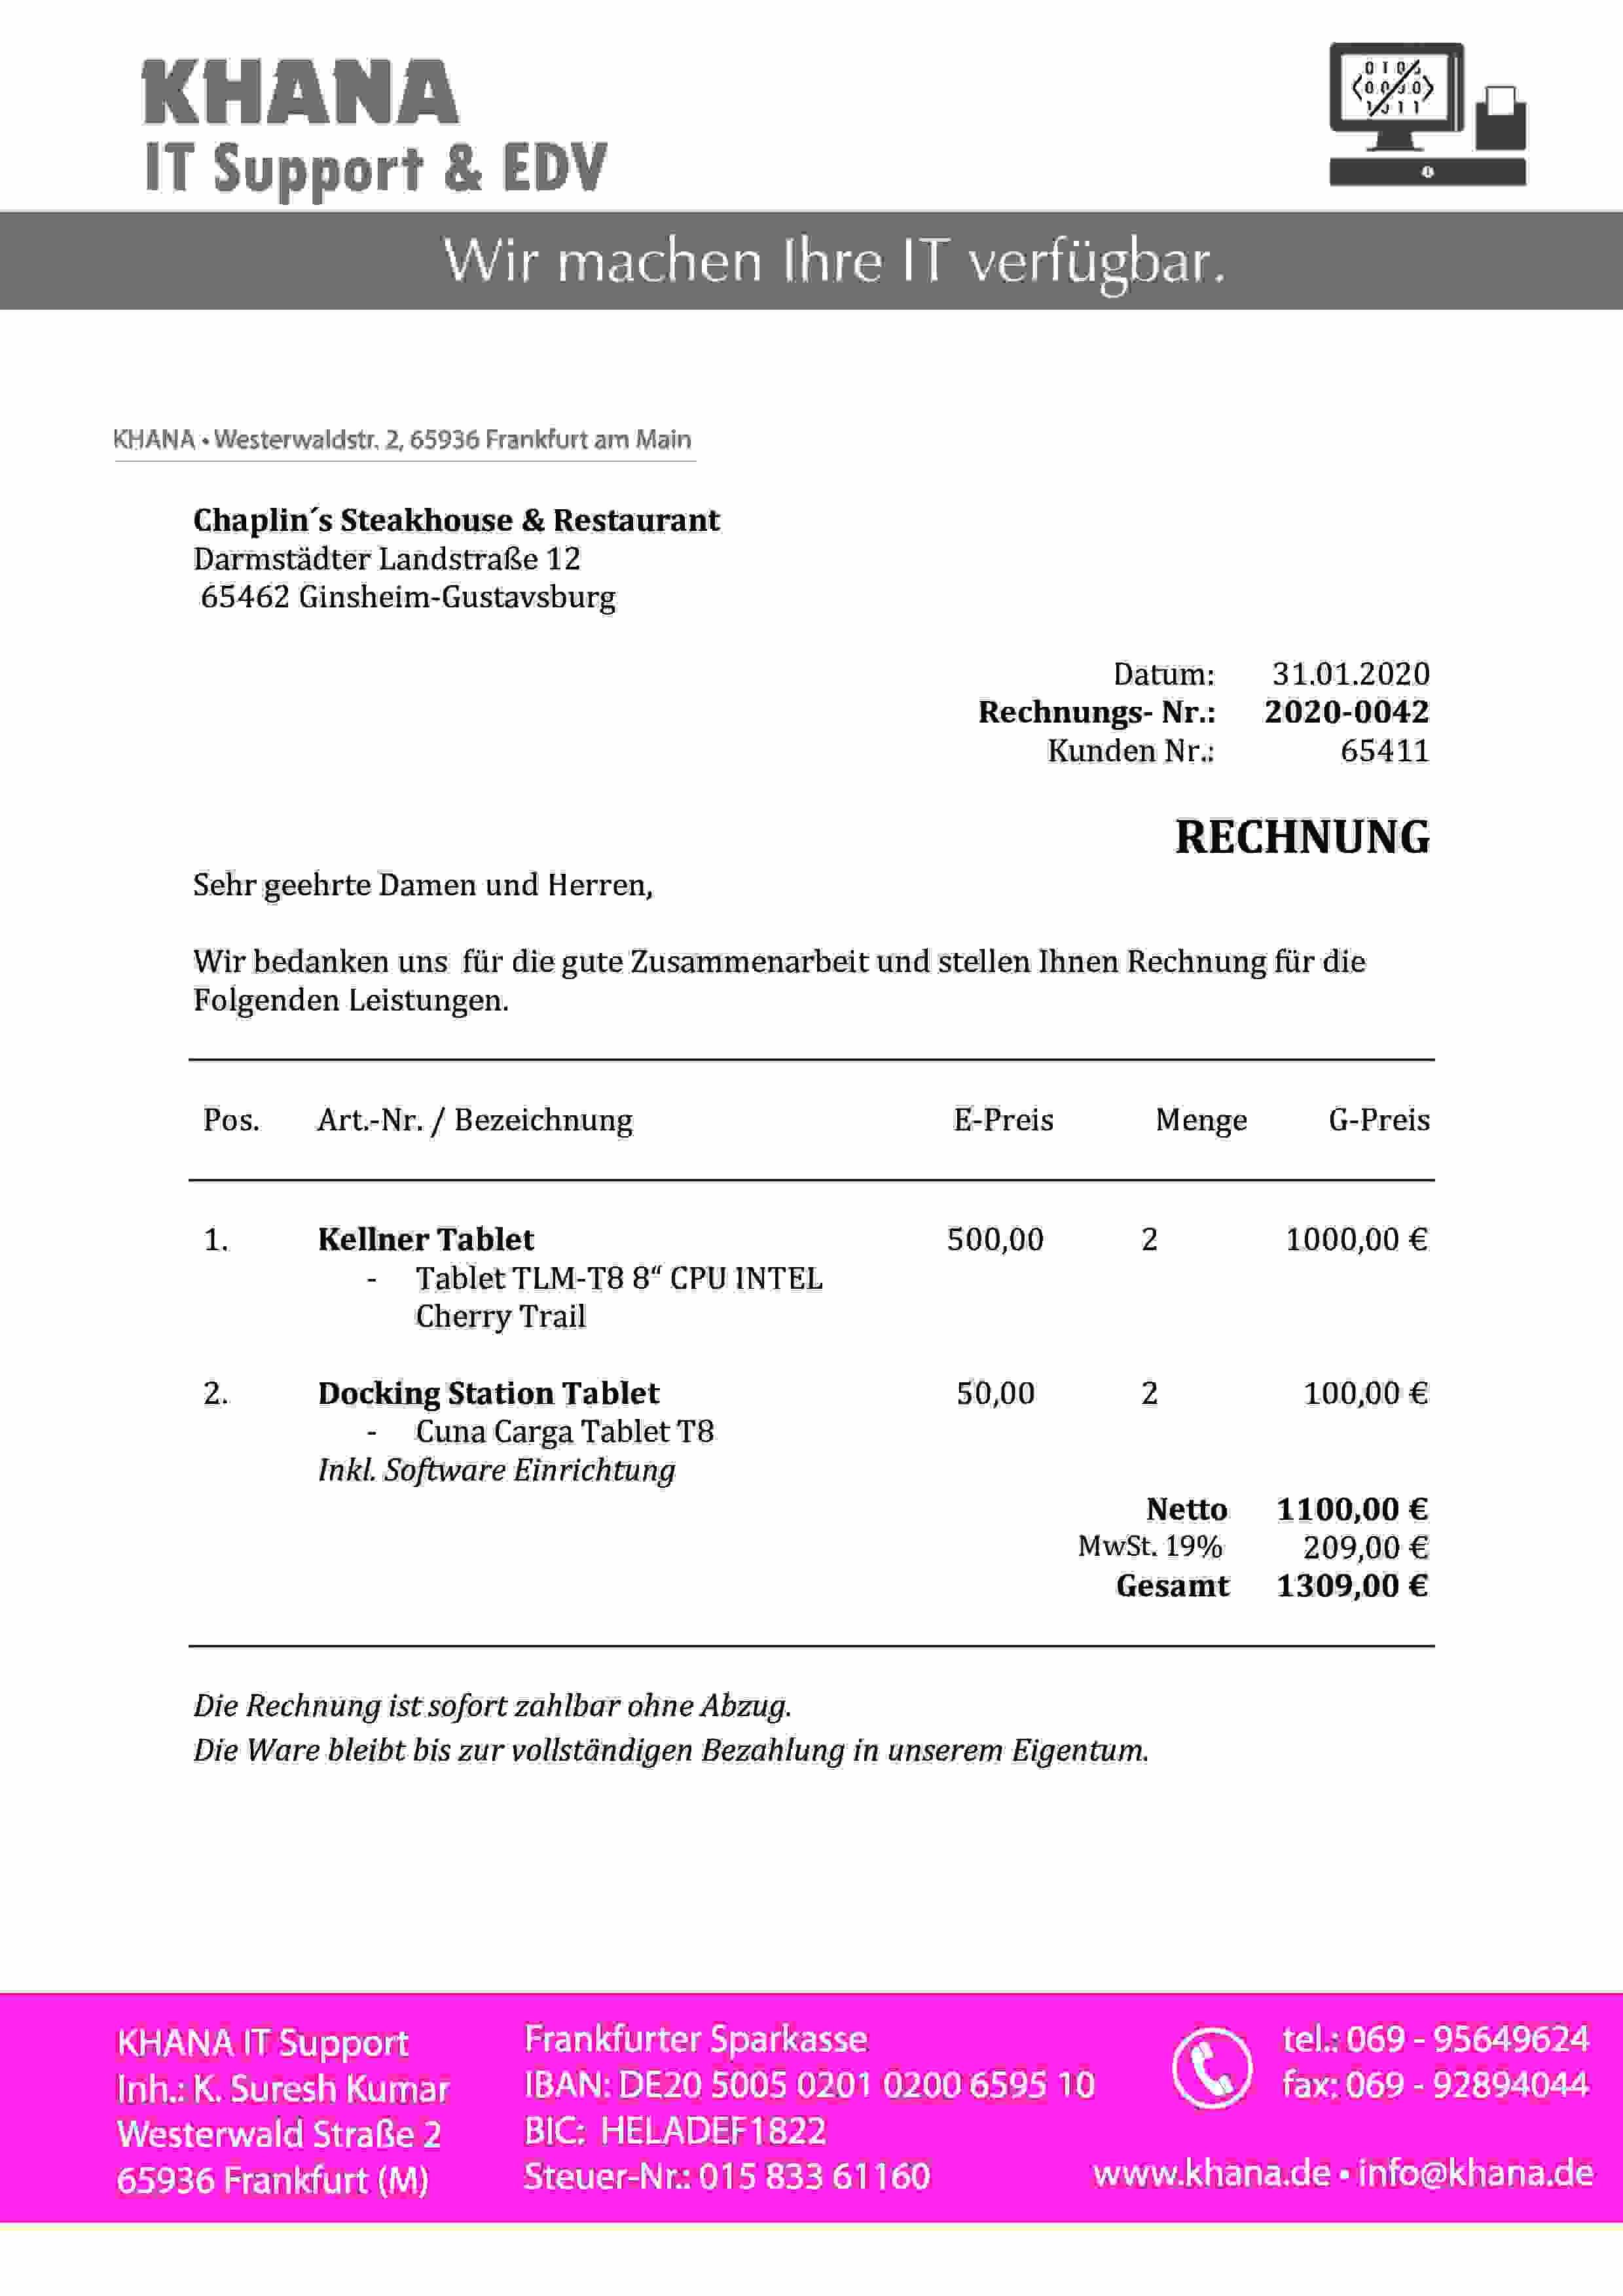 KHANA
IT Support & EDV
Wir machen Ihre IT verfügbar.
KHANA • Westerwaldstr. 2, 65936 Frankfurt am Main
Chaplin´s Steakhouse & Restaurant
Darmstädter Landstraße 12
65462 Ginsheim-Gustavsburg
Datum: 31.01.2020
Rechnungs- Nr.: 2020-0042
Kunden Nr.: 65411
RECHNUNG
Sehr geehrte Damen und Herren,
Wir bedanken uns für die gute Zusammenarbeit und stellen Ihnen Rechnung für die
Folgenden Leistungen.
Pos. Art.-Nr. / Bezeichnung E-Preis Menge G-Preis
1. Kellner Tablet 500,00 2 1000,00 €
- Tablet TLM-T8 8“ CPU INTEL
Cherry Trail
2. Docking Station Tablet 50,00 2 100,00 €
- Cuna Carga Tablet T8
Inkl. Software Einrichtung
Netto 1100,00 €
MwSt. 19% 209,00 €
Gesamt 1309,00 €
Die Rechnung ist sofort zahlbar ohne Abzug.
Die Ware bleibt bis zur vollständigen Bezahlung in unserem Eigentum.
KHANA IT Support
Inh.: K. Suresh Kumar
Westerwald Straße 2
65936 Frankfurt (M)
Frankfurter Sparkasse
IBAN: DE20 5005 0201 0200 6595 10
BIC: HELADEF1822
Steuer-Nr.: 015 833 61160
tel.: 069 - 95649624
fax: 069 - 92894044
www.khana.de • info@khana.de